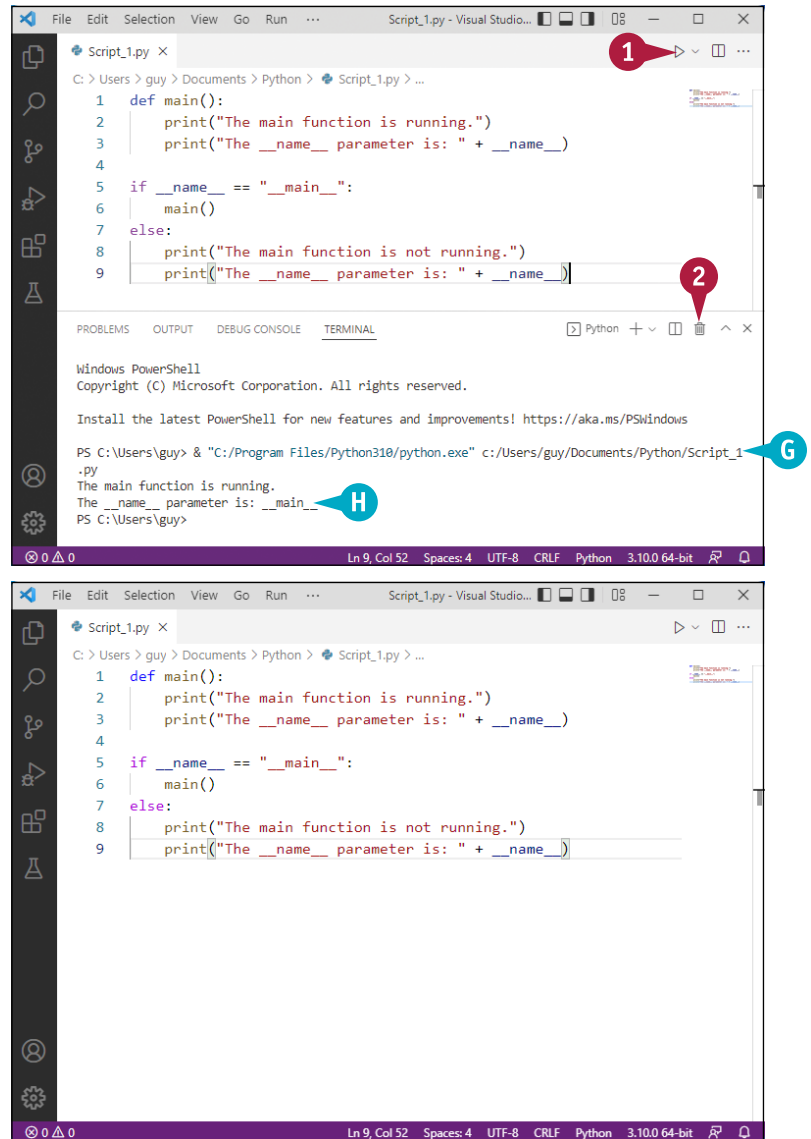 File Edit Selection View Go Run ··· Script_1.py - Visual Studio...
1
Script_1.py
C: > Users > guy > Documents > Python > Script_1.py > ...
1 def main():
2     print("The main function is running.")
3     print("The __name__ parameter is: " + __name__)
4
5 if __name__ == "__main__":
6     main()
7 else:
8     print("The main function is not running.")
9     print("The __name__ parameter is: " + __name__)
2
PROBLEMS OUTPUT DEBUG CONSOLE TERMINAL Python
Windows PowerShell
Copyright (C) Microsoft Corporation. All rights reserved.
Install the latest PowerShell for new features and improvements! https://aka.ms/PSWindows
PS C:\Users\guy> & "C:/Program Files/Python310/python.exe" c:/Users/guy/Documents/Python/Script_1
G
.py
The main function is running.
The __name__ parameter is: __main__
H
PS C:\Users\guy>
0 0 Ln 9, Col 52 Spaces: 4 UTF-8 CRLF Python 3.10.0 64-bit
File Edit Selection View Go Run ··· Script_1.py - Visual Studio...
Script_1.py
C: > Users > guy > Documents > Python > Script_1.py > ...
1 def main():
2     print("The main function is running.")
3     print("The __name__ parameter is: " + __name__)
4
5 if __name__ == "__main__":
6     main()
7 else:
8     print("The main function is not running.")
9     print("The __name__ parameter is: " + __name__)
0 0 Ln 9, Col 52 Spaces: 4 UTF-8 CRLF Python 3.10.0 64-bit